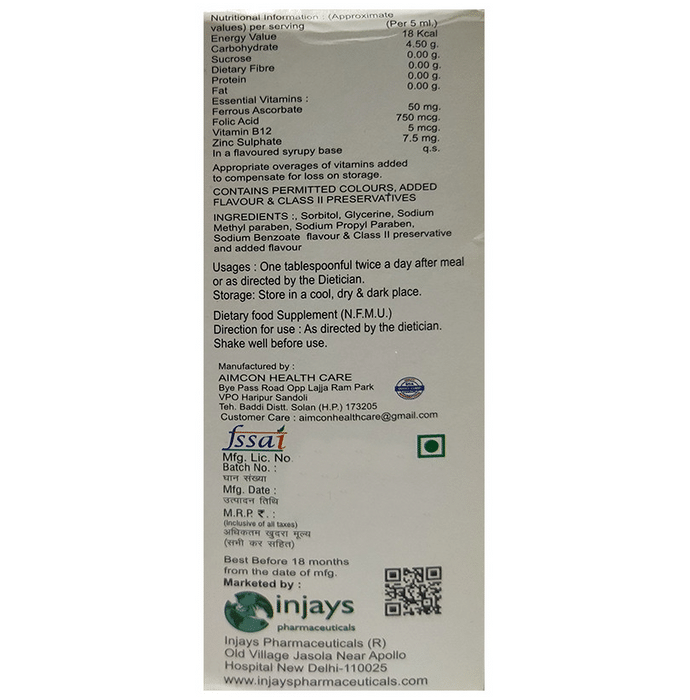 Nutritional Information : (Approximate
values) per serving (Per 5 ml.)
Energy Value 18 Kcal
Carbohydrate 4.50 g.
Sucrose 0.00 g.
Dietary Fibre 0.00 g.
Protein 0.00 g.
Fat 0.00 g.
Essential Vitamins :
Ferrous Ascorbate 50 mg.
Folic Acid 750 mcg.
Vitamin B12 5 mcg.
Zinc Sulphate 7.5 mg.
In a flavoured syrupy base q.s.
Appropriate overages of vitamins added
to compensate for loss on storage.
CONTAINS PERMITTED COLOURS, ADDED
FLAVOUR & CLASS II PRESERVATIVES
INGREDIENTS :, Sorbitol, Glycerine, Sodium
Methyl paraben, Sodium Propyl Paraben,
Sodium Benzoate flavour & Class II preservative
and added flavour
Usages : One tablespoonful twice a day after meal
or as directed by the Dietician.
Storage: Store in a cool, dry & dark place.
Dietary food Supplement (N.F.M.U.)
Direction for use : As directed by the dietician.
Shake well before use.
Manufactured by :
AIMCON HEALTH CARE
Bye Pass Road Opp Lajja Ram Park
VPO Haripur Sandoli
Teh. Baddi Distt. Solan (H.P.) 173205
Customer Care : aimconhealthcare@gmail.com
fssai
Mfg. Lic. No
Batch No. :
घान संख्या
Mfg. Date :
उत्पादन तिथि
M.R.P. ₹. :
(Inclusive of all taxes)
अधिकतम खुदरा मूल्य
(सभी कर सहित)
Best Before 18 months
from the date of mfg.
Marketed by :
injays
pharmaceuticals
Injays Pharmaceuticals (R)
Old Village Jasola Near Apollo
Hospital New Delhi-110025
www.injayspharmaceuticals.com